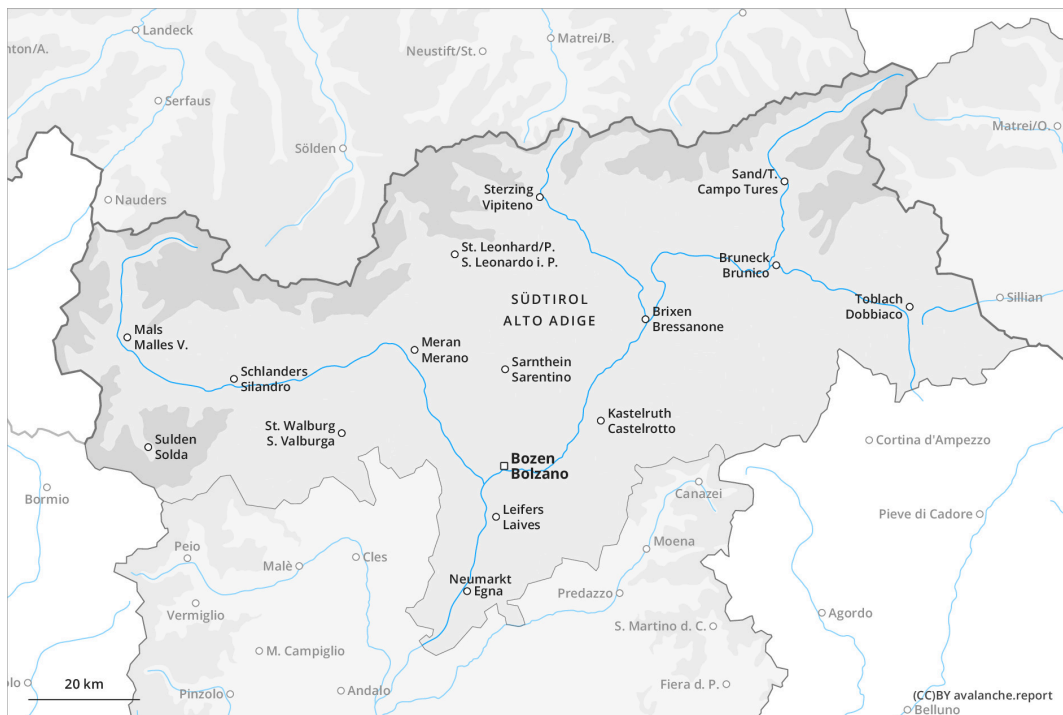 Landeck
nton/A.
Neustift/St.
Matrei/B.
Serfaus
Sölden
Matrei/O.
Nauders
Sterzing
Vipiteno
Sand/T.
Campo Tures
St. Leonhard/P.
S. Leonardo i. P.
Bruneck
Brunico
SÜDTIROL
ALTO ADIGE
Brixen
Bressanone
Toblach
Dobbiaco
Sillian
Mals
Malles V.
Meran
Merano
Sarnthein
Sarentino
Schlanders
Silandro
Kastelruth
Castelrotto
St. Walburg
S. Valburga
Sulden
Solda
Cortina d'Ampezzo
Bozen
Bolzano
Bormio
Canazei
Leifers
Laives
Pieve di Cadore
Peio
Malè
Cles
Moena
Neumarkt
Egna
Predazzo
Vermiglio
Agordo
S. Martino d. C.
M. Campiglio
olo
20 km
Pinzolo
Andalo
Fiera d. P.
(CC)BY avalanche.report
Belluno